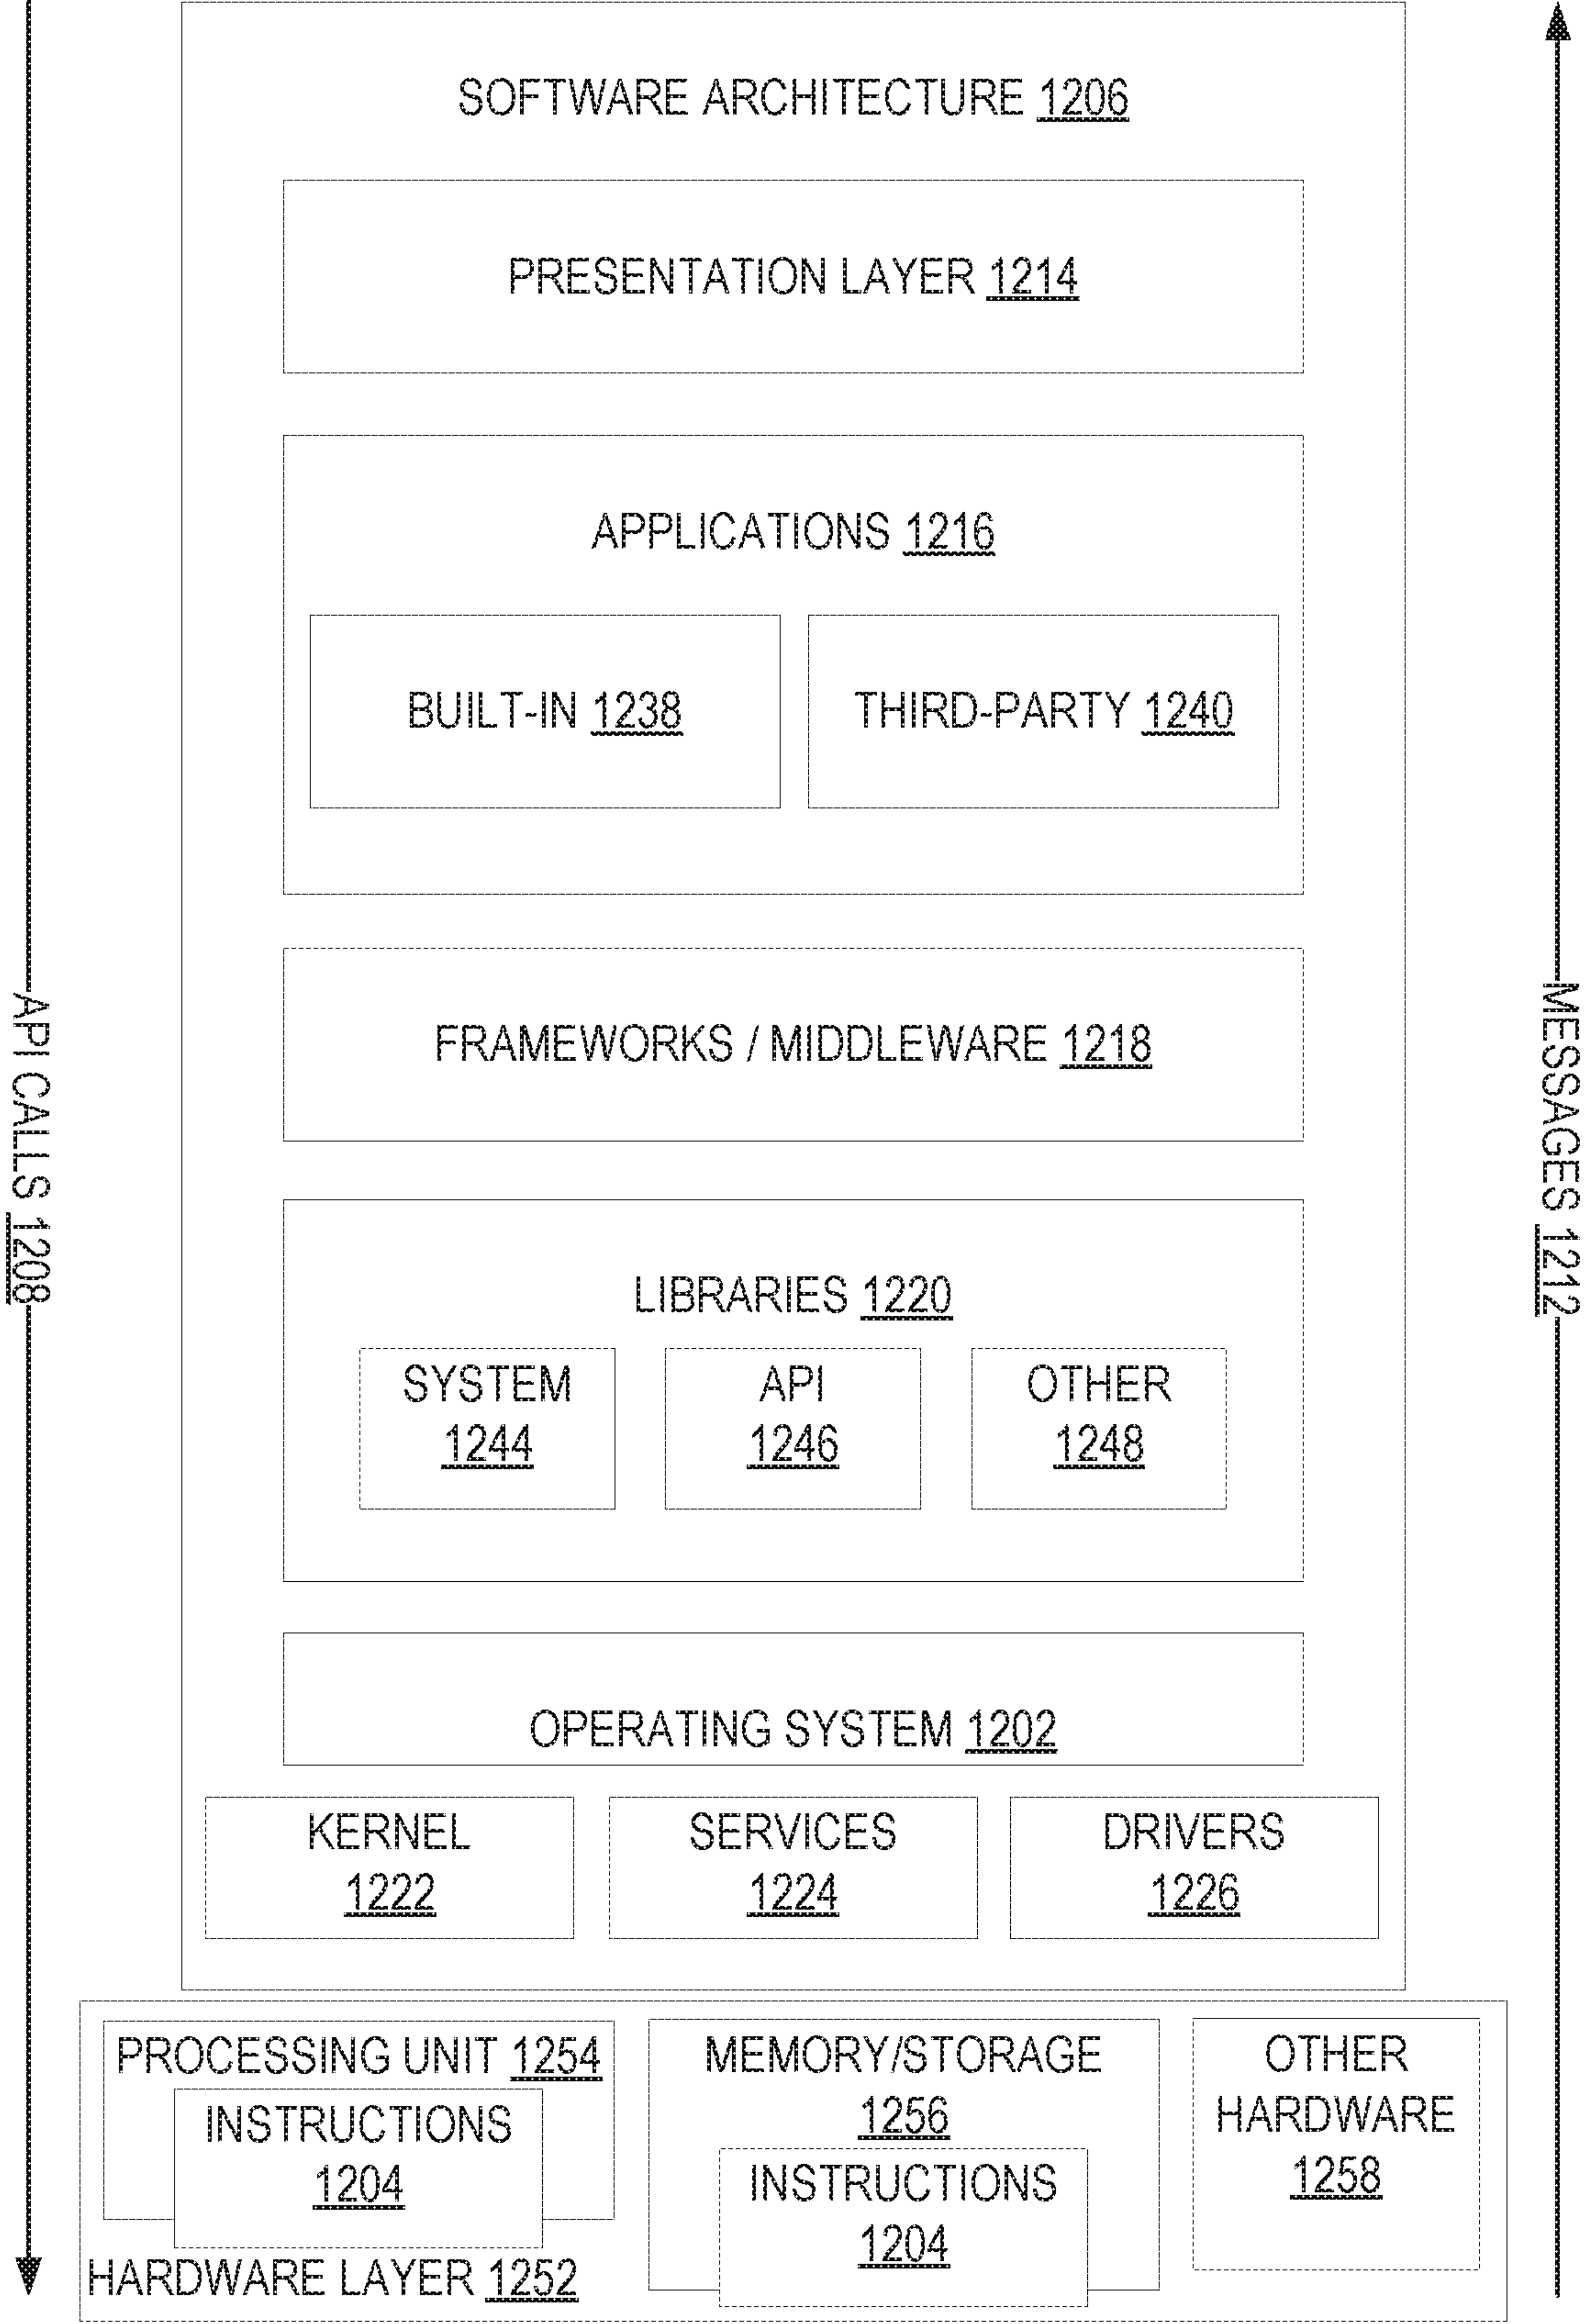 SOFTWARE ARCHITECTURE 1206
PRESENTATION LAYER 1214
APPLICATIONS 1216
BUILT-IN 1238
THIRD-PARTY 1240
FRAMEWORKS / MIDDLEWARE 1218
API CALLS 1208
MESSAGES 1212
LIBRARIES 1220
SYSTEM
1244
API
1246
OTHER
1248
OPERATING SYSTEM 1202
KERNEL
1222
SERVICES
1224
DRIVERS
1226
PROCESSING UNIT 1254
INSTRUCTIONS
1204
MEMORY/STORAGE
1256
INSTRUCTIONS
1204
OTHER
HARDWARE
1258
HARDWARE LAYER 1252